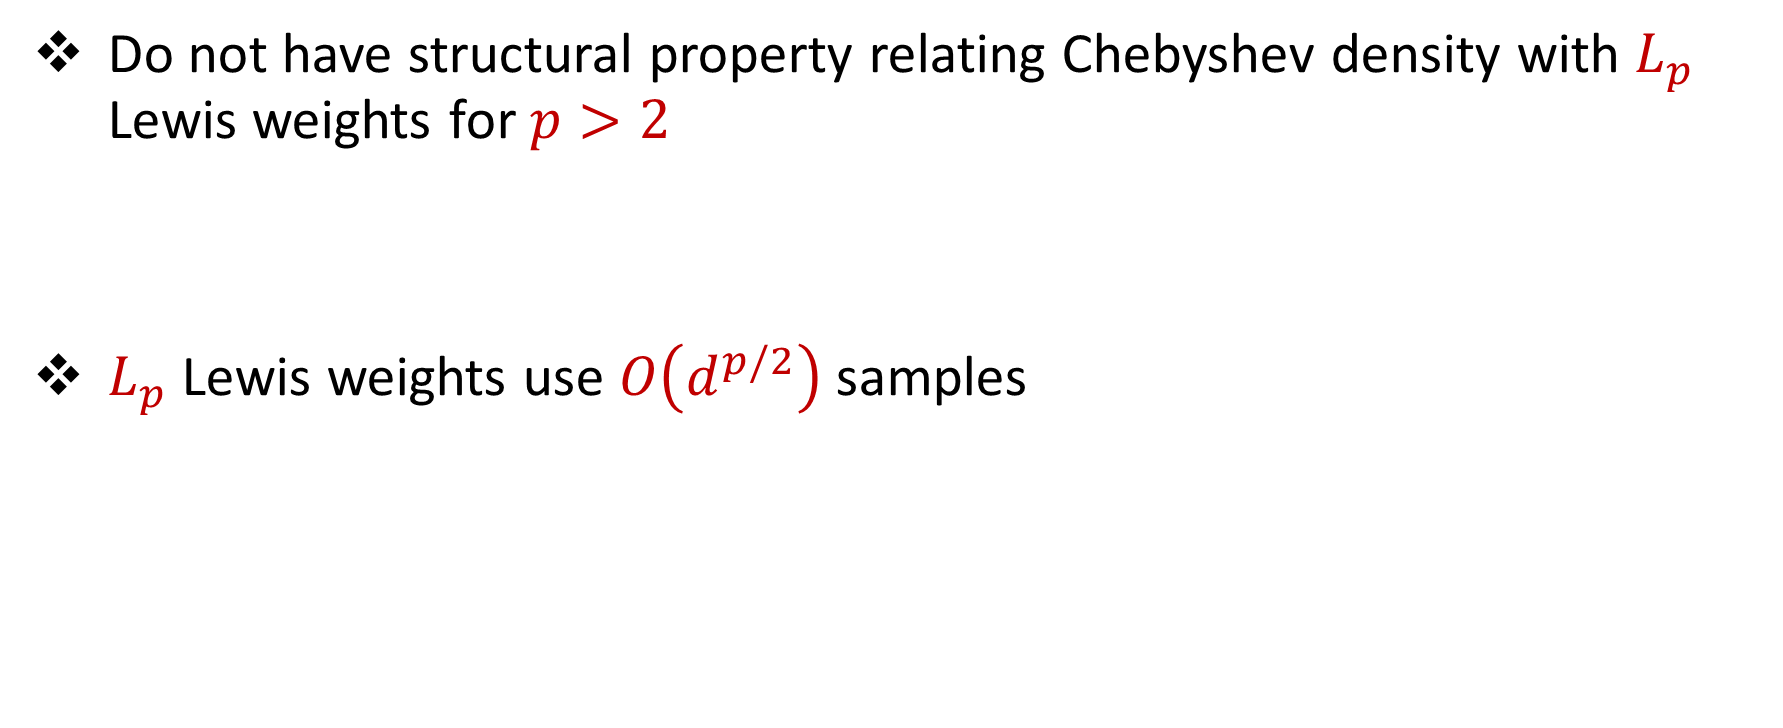 ❖ Do not have structural property relating Chebyshev density with $L_p$
Lewis weights for $p > 2$
❖ $L_p$ Lewis weights use $O(d^{p/2})$ samples